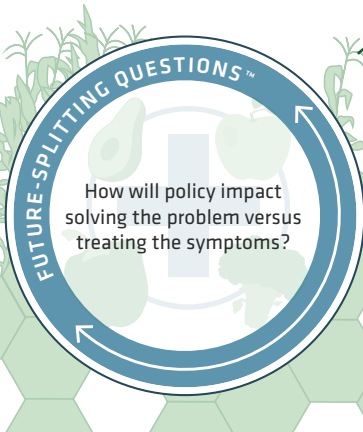 FUTURE-SPLITTING QUESTIONS™
How will policy impact
solving the problem versus
treating the symptoms?